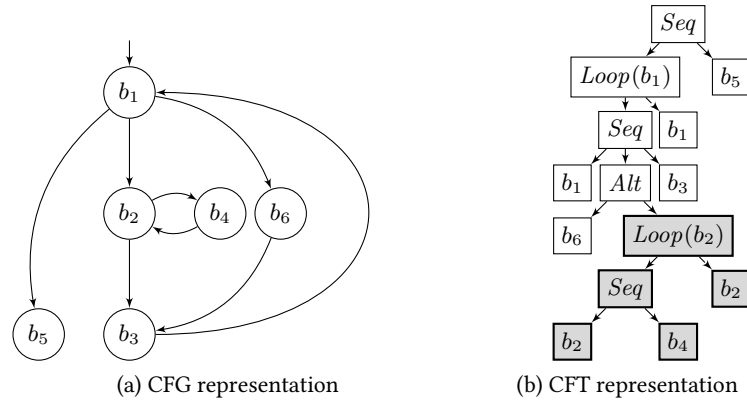 b1
b2
b4
b6
b5
b3
(a) CFG representation
Seq
Loop(b1)
b5
Seq
b1
b1
Alt
b3
b6
Loop(b2)
Seq
b2
b2
b4
(b) CFT representation